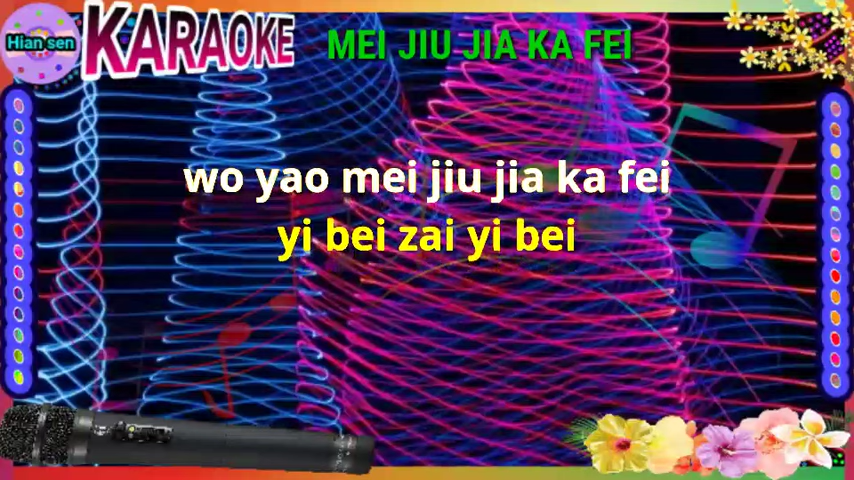 Hian sen
KARAOKE
MEI JIU JIA KA FEI
wo yao mei jiu jia ka fei
yi bei zai yi bei